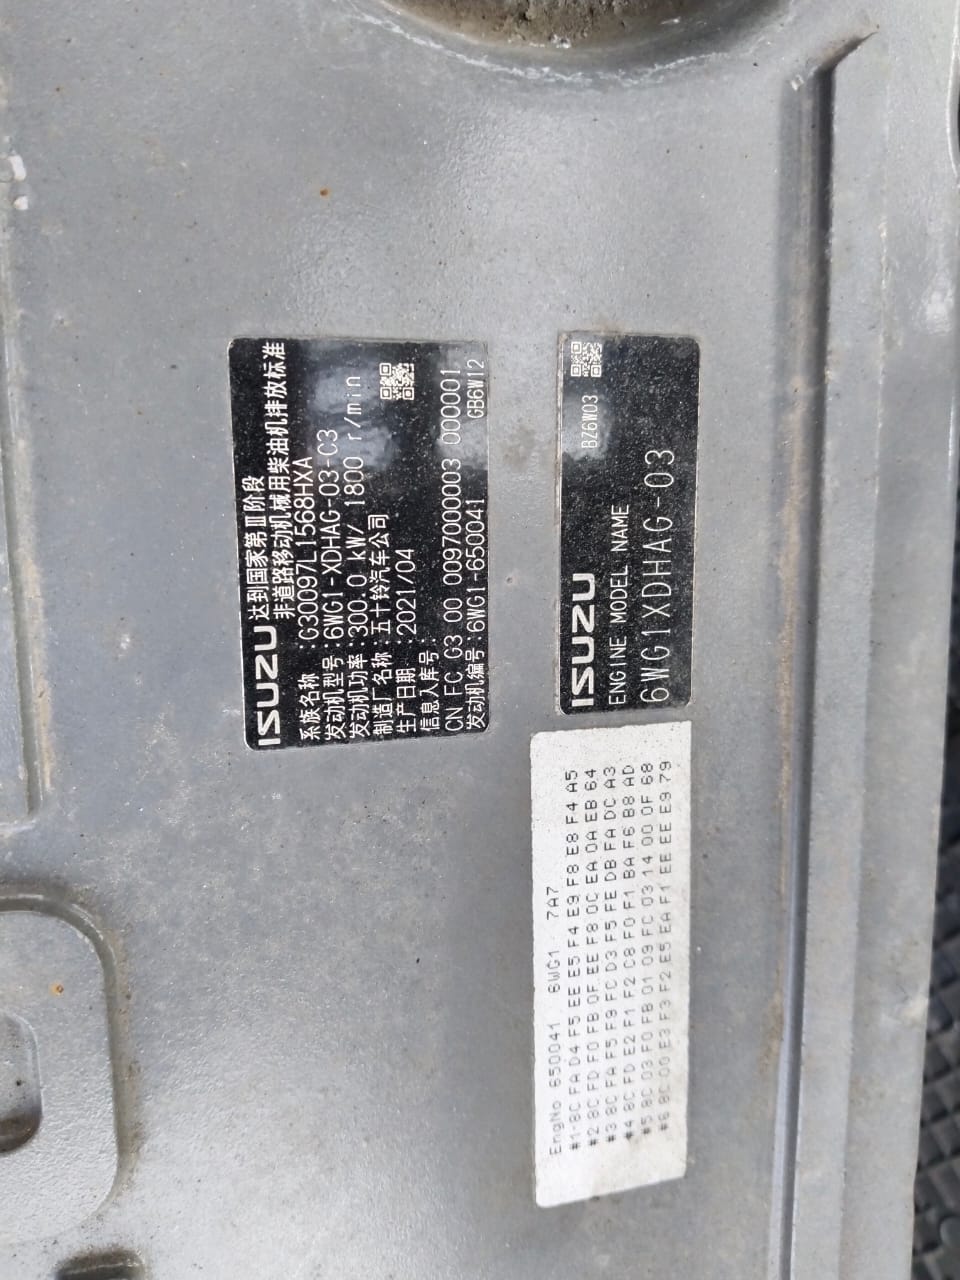 ISUZU 达到国家第Ⅲ阶段
非道路移动机械用柴油机排放标准
系族名称 :G30097L1568HXA
发动机型号:6WG1-XDHAG-03-C3
发动机功率:300.0 kW/ 1800 r/min
制造厂名称:五十铃汽车公司
生产日期 :2021/04
信息入库号:
CN FC G3 00 0097000003 000001
发动机编号:6WG1-650041 GB6W12
ISUZU BZ6W03
ENGINE MODEL NAME
6WG1XDHAG-03
EngNo 650041 6WG1 7A7
#1-8C FA D4 F5 EE E5 F4 E9 F8 E8 F4 A5
#2-8C FD F0 FB 0F EE F8 0C EA 0A EB 64
#3 8C FA F5 F9 FC D3 F5 FE DB FA DC A3
#4 8C FD E2 F1 F2 C8 F0 F1 BA F6 B8 AD
#5 8C 03 F0 FB 01 09 FC 03 14 00 0F 68
#6 8C 00 E3 F3 F2 E5 EA F1 EE EE E9 79